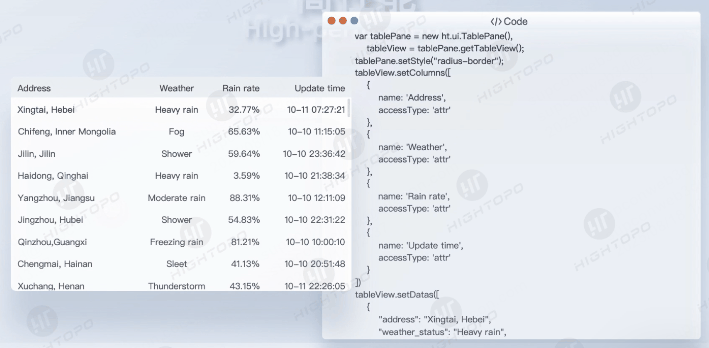 High-per
Address Weather Rain rate Update time
Xingtai, Hebei Heavy rain 32.77% 10-11 07:27:21
Chifeng, Inner Mongolia Fog 65.63% 10-10 11:15:05
Jilin, Jilin Shower 59.64% 10-10 23:36:42
Haidong, Qinghai Heavy rain 3.59% 10-10 21:38:34
Yangzhou, Jiangsu Moderate rain 88.31% 10-10 12:11:09
Jingzhou, Hubei Shower 54.83% 10-10 22:31:22
Qinzhou,Guangxi Freezing rain 81.21% 10-10 10:00:10
Chengmai, Hainan Sleet 41.13% 10-10 20:51:48
Xuchang, Henan Thunderstorm 43.15% 10-11 22:26:05
</> Code
var tablePane = new ht.ui.TablePane(),
tableView = tablePane.getTableView();
tablePane.setStyle("radius-border");
tableView.setColumns([
{
name: 'Address',
accessType: 'attr'
},
{
name: 'Weather',
accessType: 'attr'
},
{
name: 'Rain rate',
accessType: 'attr'
},
{
name: 'Update time',
accessType: 'attr'
}
])
tableView.setDatas([
{
"address": "Xingtai, Hebei",
"weather_status": "Heavy rain",
HIGHTOPO
HIGHTOPO
HIGHTOPO
HIGHTOPO
HIGHTOPO
HIGHTOPO